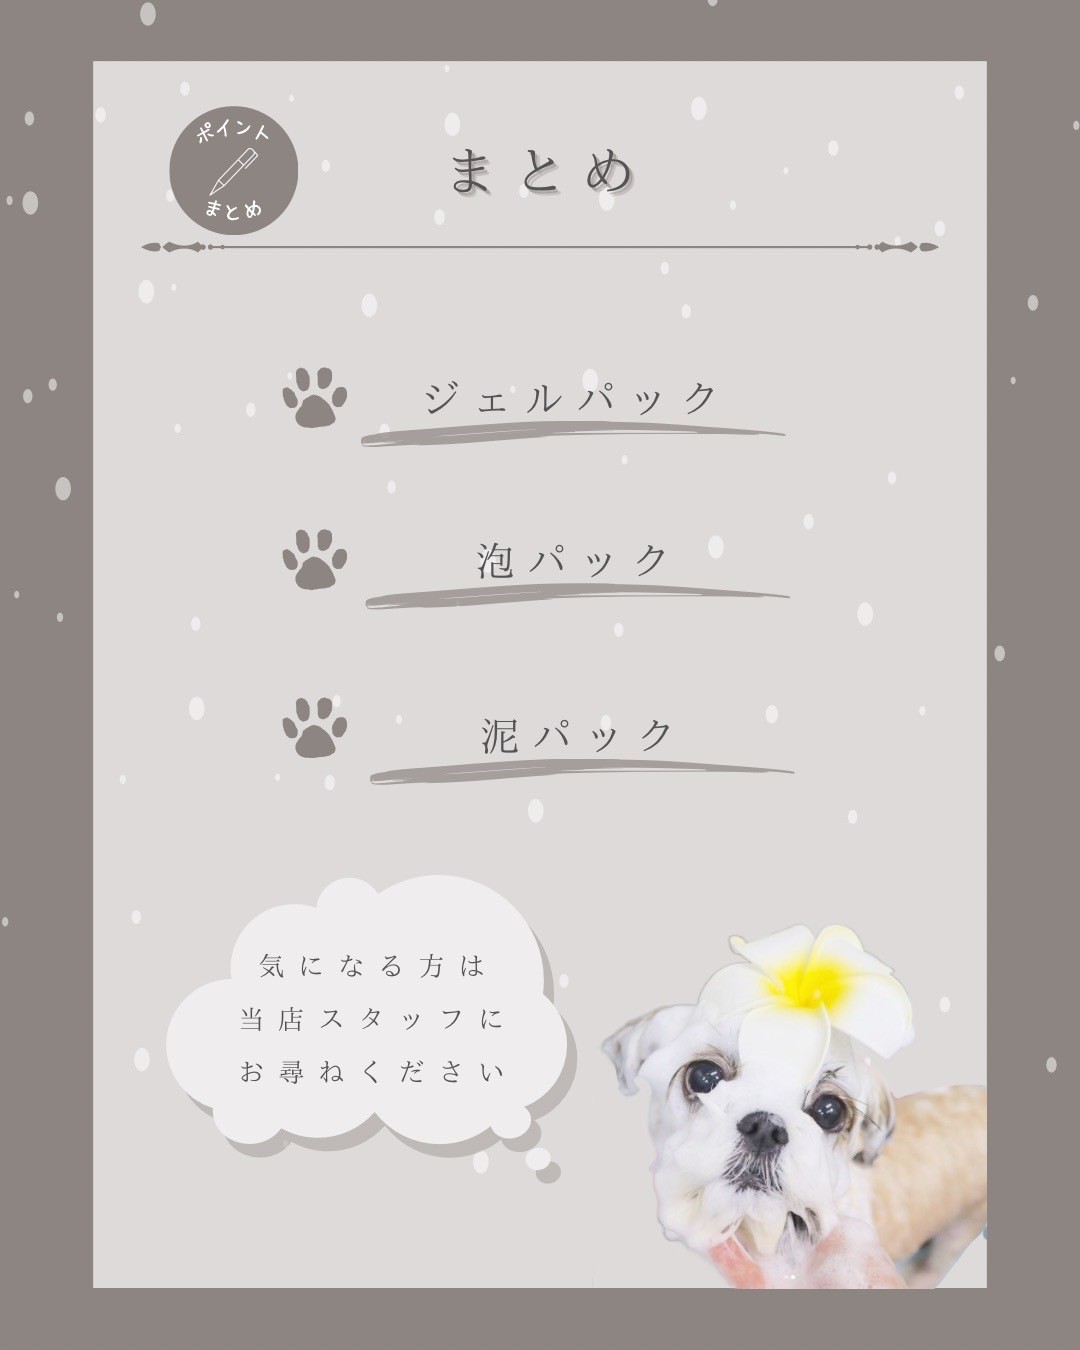 ポイント
まとめ
まとめ
ジェルパック
泡パック
泥パック
気になる方は
当店スタッフに
お尋ねください